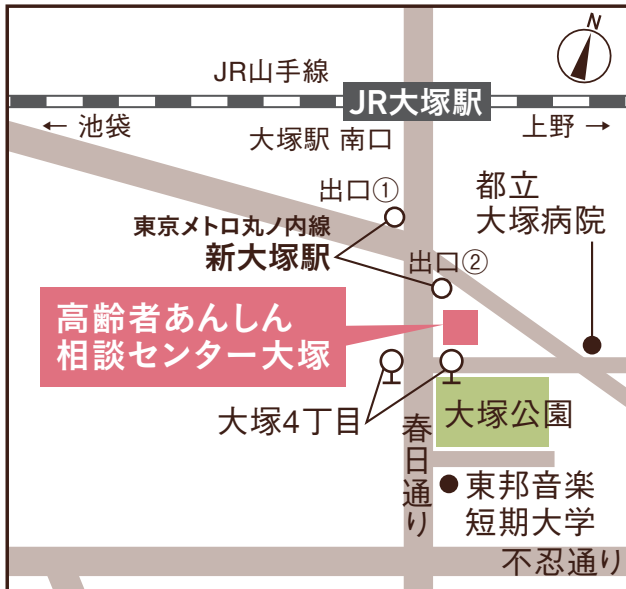 N
JR山手線
JR大塚駅
← 池袋
上野 →
大塚駅 南口
出口①
都立
大塚病院
東京メトロ丸ノ内線
新大塚駅
出口②
高齢者あんしん
相談センター大塚
大塚4丁目
大塚公園
春日通り
東邦音楽
短期大学
不忍通り